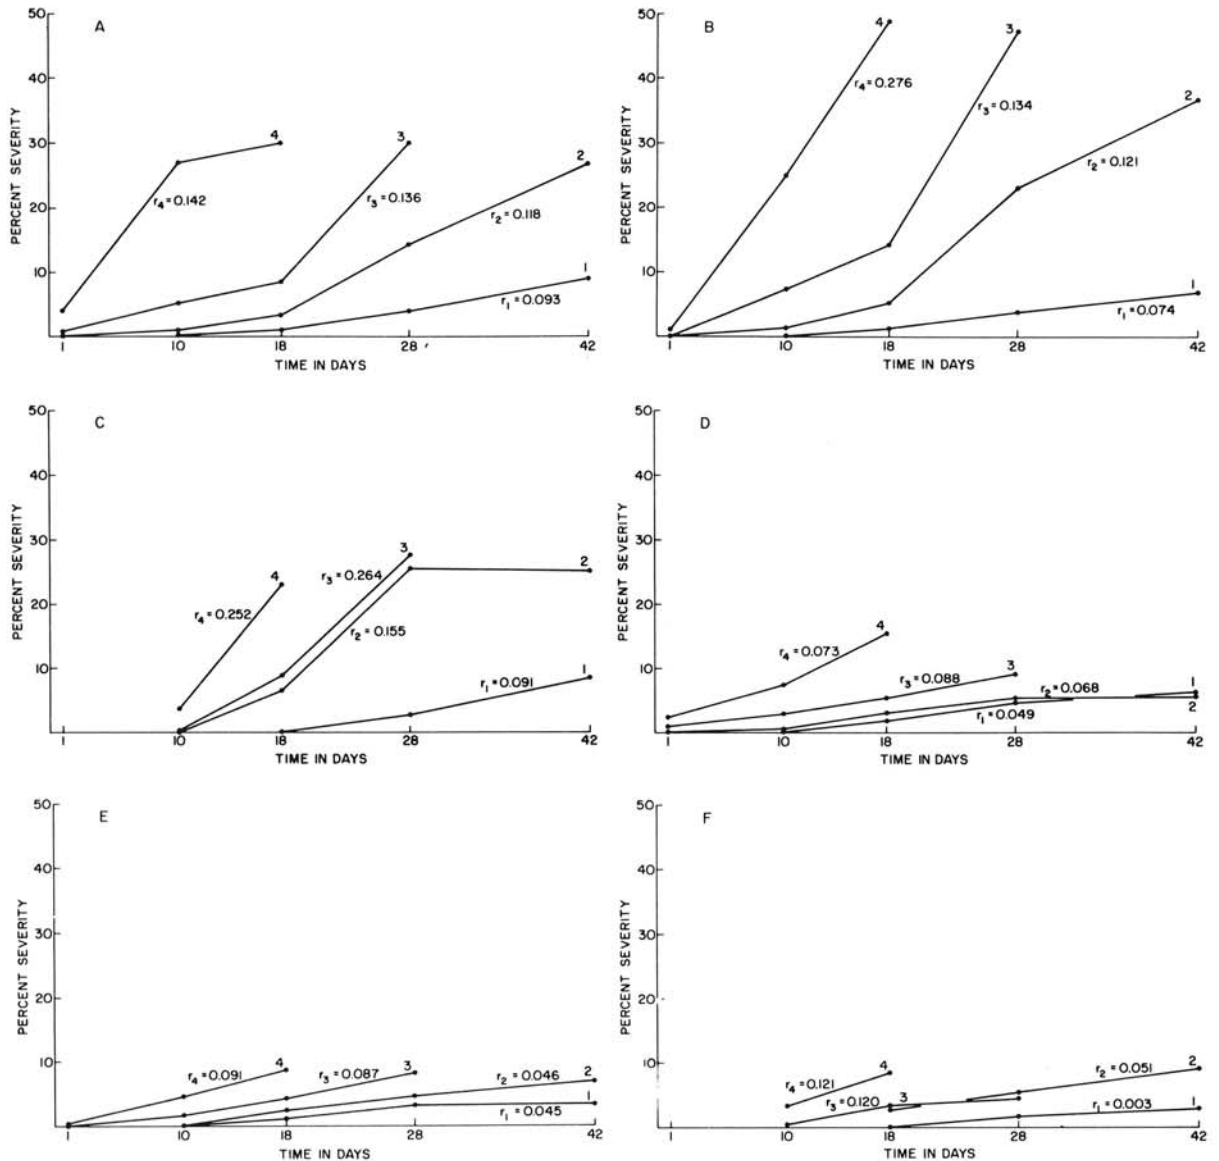 A
PERCENT SEVERITY
50
40
30
20
10
4
3
2
1
r4 = 0.142
r3 = 0.136
r2 = 0.118
r1 = 0.093
1 10 18 28 42
TIME IN DAYS
B
PERCENT SEVERITY
50
40
30
20
10
4
3
2
1
r4 = 0.276
r3 = 0.134
r2 = 0.121
r1 = 0.074
1 10 18 28 42
TIME IN DAYS
C
PERCENT SEVERITY
50
40
30
20
10
4
3
2
1
r4 = 0.252
r3 = 0.264
r2 = 0.155
r1 = 0.091
1 10 18 28 42
TIME IN DAYS
D
PERCENT SEVERITY
50
40
30
20
10
4
3
1
2
r4 = 0.073
r3 = 0.088
r2 = 0.068
r1 = 0.049
1 10 18 28 42
TIME IN DAYS
E
PERCENT SEVERITY
50
40
30
20
10
4
3
2
1
r4 = 0.091
r3 = 0.087
r2 = 0.046
r1 = 0.045
1 10 18 28 42
TIME IN DAYS
F
PERCENT SEVERITY
50
40
30
20
10
4
3
2
1
r4 = 0.121
r3 = 0.120
r2 = 0.051
r1 = 0.003
1 10 18 28 42
TIME IN DAYS